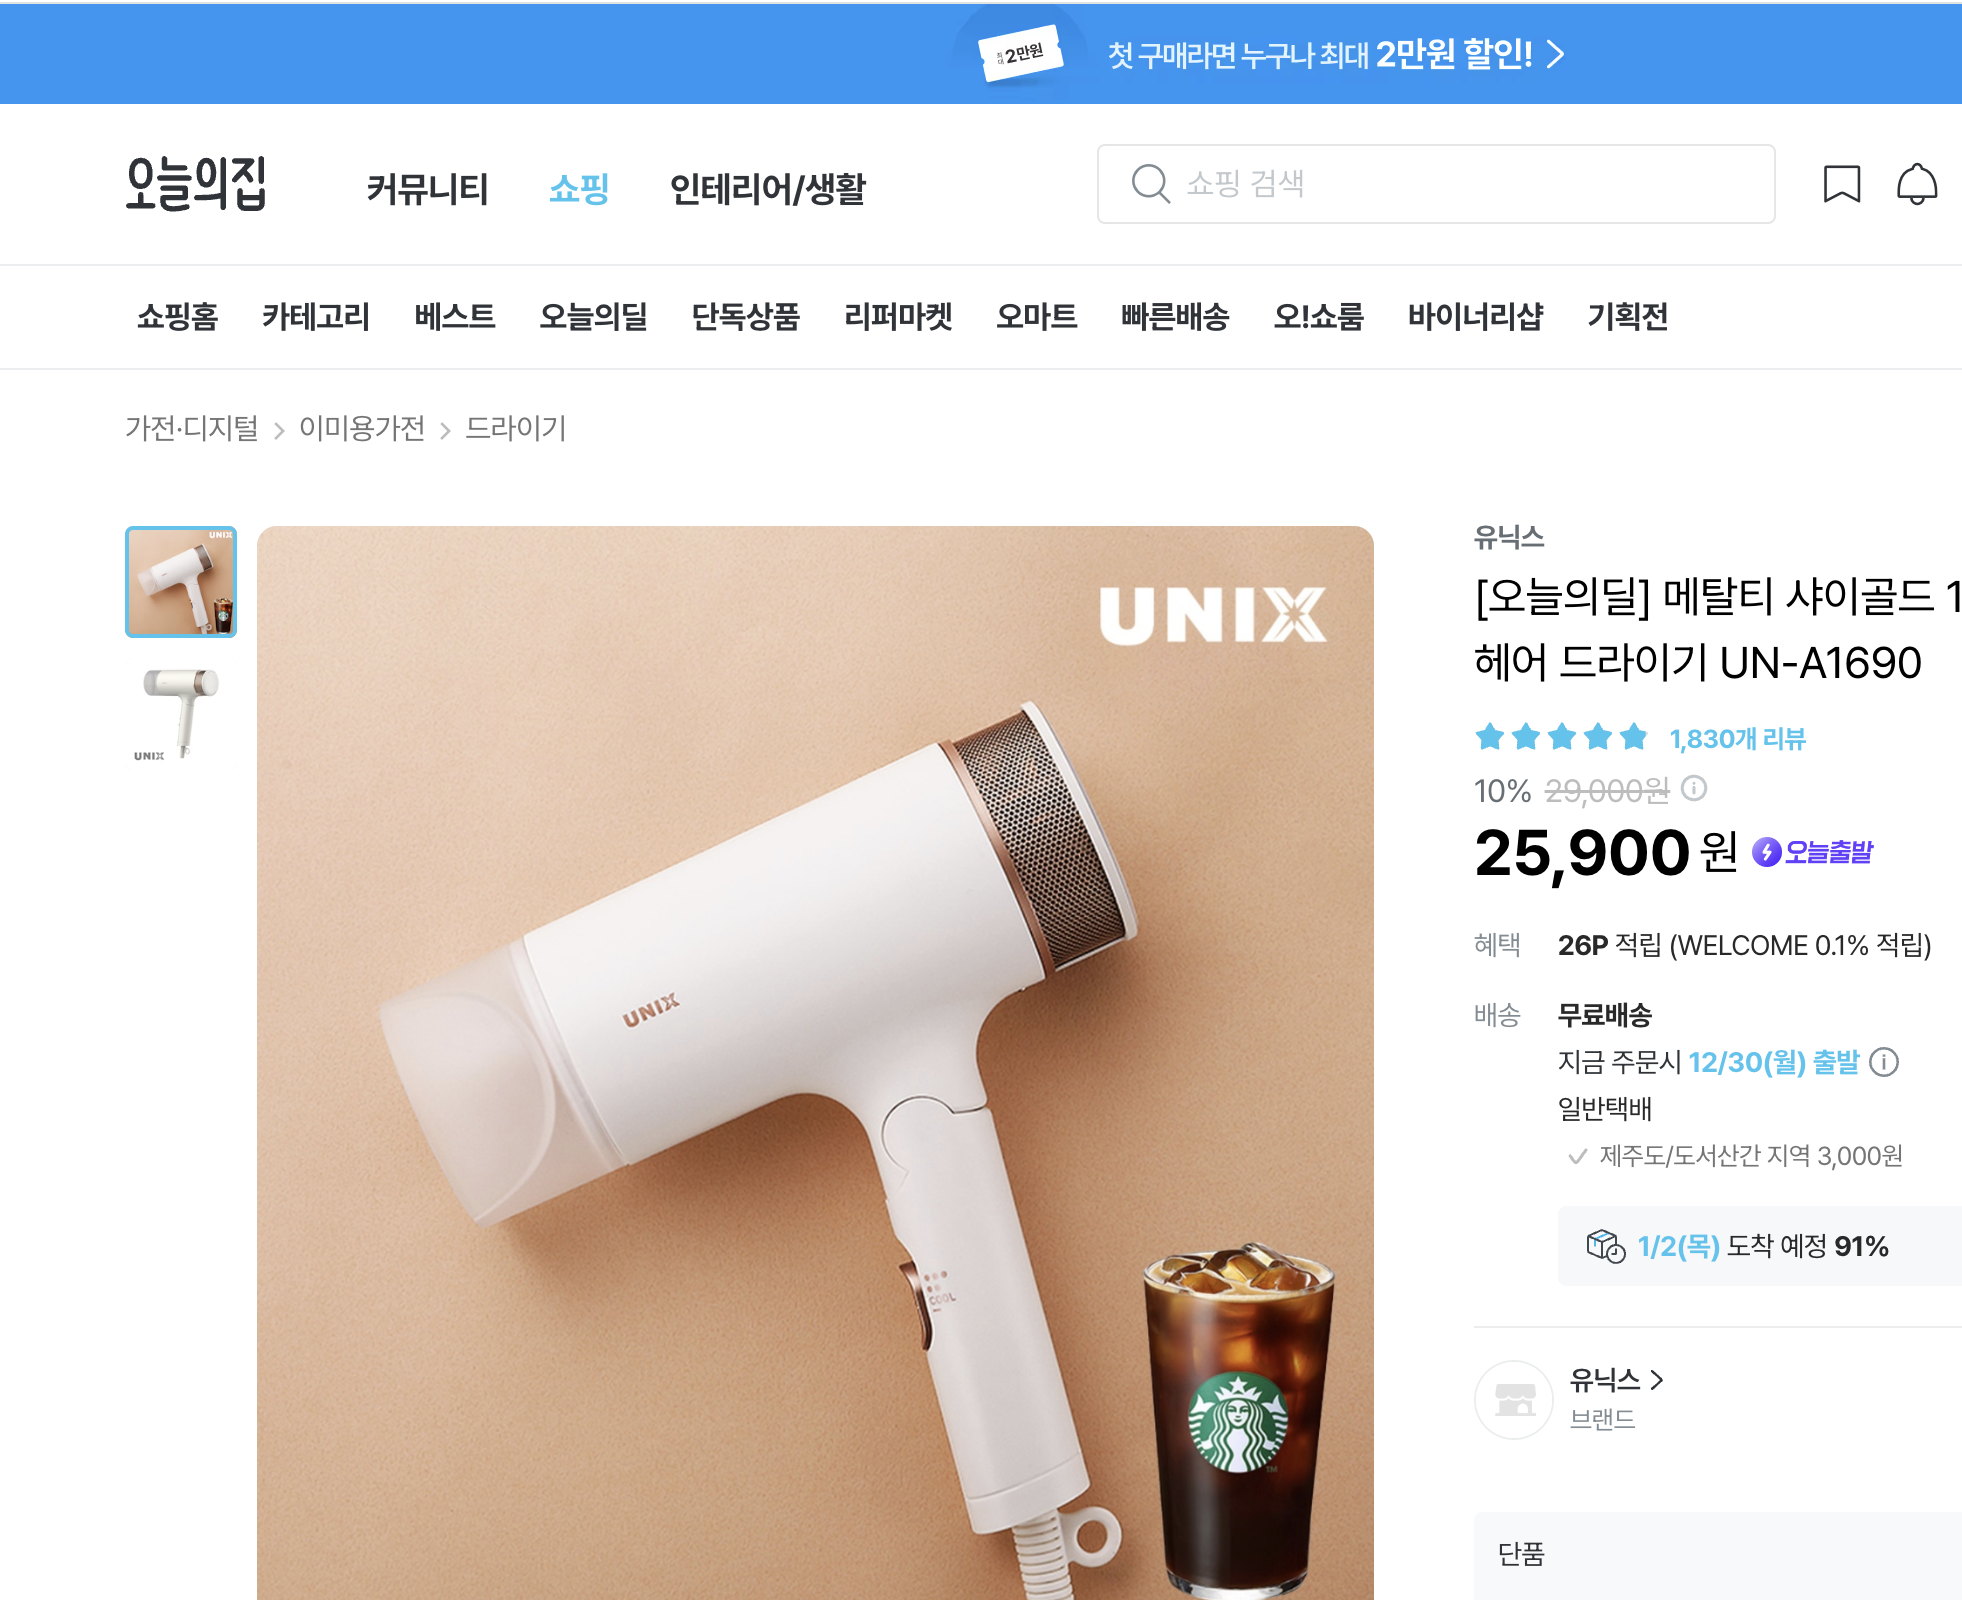 최대 2만원
첫 구매라면 누구나 최대 2만원 할인!
오늘의집 커뮤니티 쇼핑 인테리어/생활 쇼핑 검색
쇼핑홈 카테고리 베스트 오늘의딜 단독상품 리퍼마켓 오마트 빠른배송 오!쇼룸 바이너리샵 기획전
가전·디지털 이미용가전 드라이기
UNIX
UNIX
UNIX
UNIX
COOL
TM
유닉스
[오늘의딜] 메탈티 샤이골드 1
헤어 드라이기 UN-A1690
1,830개 리뷰
10% 29,000원
25,900 원 오늘출발
혜택 26P 적립 (WELCOME 0.1% 적립)
배송 무료배송
지금 주문시 12/30(월) 출발
일반택배
제주도/도서산간 지역 3,000원
1/2(목) 도착 예정 91%
유닉스
브랜드
단품